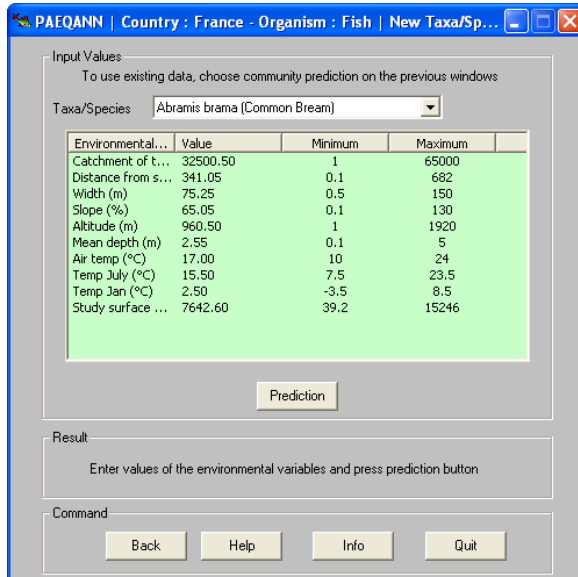 PAEQANN | Country : France - Organism : Fish | New Taxa/Sp...
Input Values
To use existing data, choose community prediction on the previous windows
Taxa/Species Abramis brama (Common Bream)
Environmental... Value Minimum Maximum
Catchment of t... 32500.50 1 65000
Distance from s... 341.05 0.1 682
Width (m) 75.25 0.5 150
Slope (%) 65.05 0.1 130
Altitude (m) 960.50 1 1920
Mean depth (m) 2.55 0.1 5
Air temp (°C) 17.00 10 24
Temp July (°C) 15.50 7.5 23.5
Temp Jan (°C) 2.50 -3.5 8.5
Study surface ... 7642.60 39.2 15246
Prediction
Result
Enter values of the environmental variables and press prediction button
Command
Back Help Info Quit